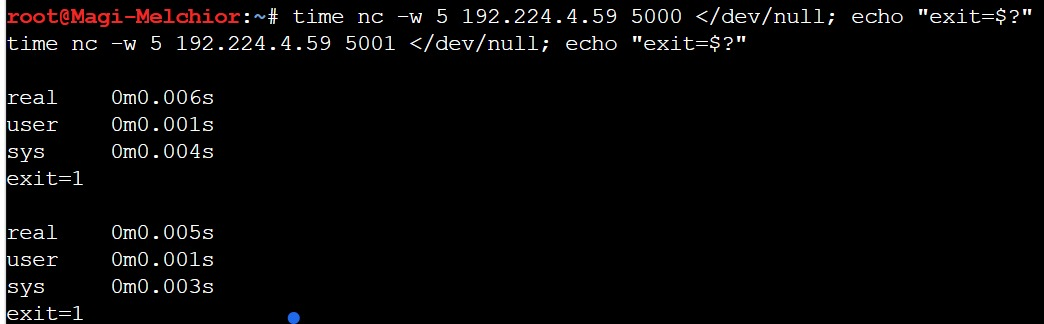 root@Magi-Melchior:~# time nc -w 5 192.224.4.59 5000 </dev/null; echo "exit=$?"
time nc -w 5 192.224.4.59 5001 </dev/null; echo "exit=$?"
real 0m0.006s
user 0m0.001s
sys 0m0.004s
exit=1
real 0m0.005s
user 0m0.001s
sys 0m0.003s
exit=1